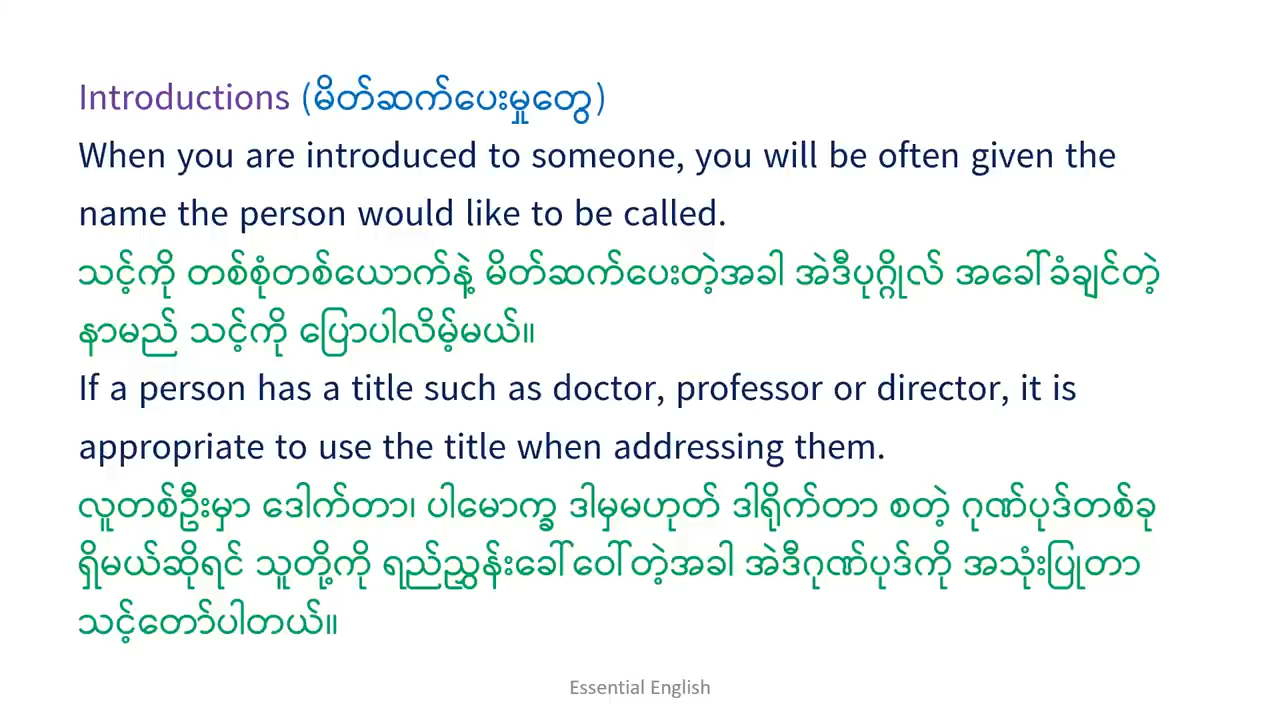 Introductions (မိတ်ဆက်ပေးမှုတွေ)
When you are introduced to someone, you will be often given the
name the person would like to be called.
သင့်ကို တစ်စုံတစ်ယောက်နဲ့ မိတ်ဆက်ပေးတဲ့အခါ အဲဒီပုဂ္ဂိုလ် အခေါ်ခံချင်တဲ့
နာမည် သင့်ကို ပြောပါလိမ့်မယ်။
If a person has a title such as doctor, professor or director, it is
appropriate to use the title when addressing them.
လူတစ်ဦးမှာ ဒေါက်တာ၊ ပါမောက္ခ ဒါမှမဟုတ် ဒါရိုက်တာ စတဲ့ ဂုဏ်ပုဒ်တစ်ခု
ရှိမယ်ဆိုရင် သူတို့ကို ရည်ညွှန်းခေါ်ဝေါ်တဲ့အခါ အဲဒီဂုဏ်ပုဒ်ကို အသုံးပြုတာ
သင့်တော်ပါတယ်။
Essential English